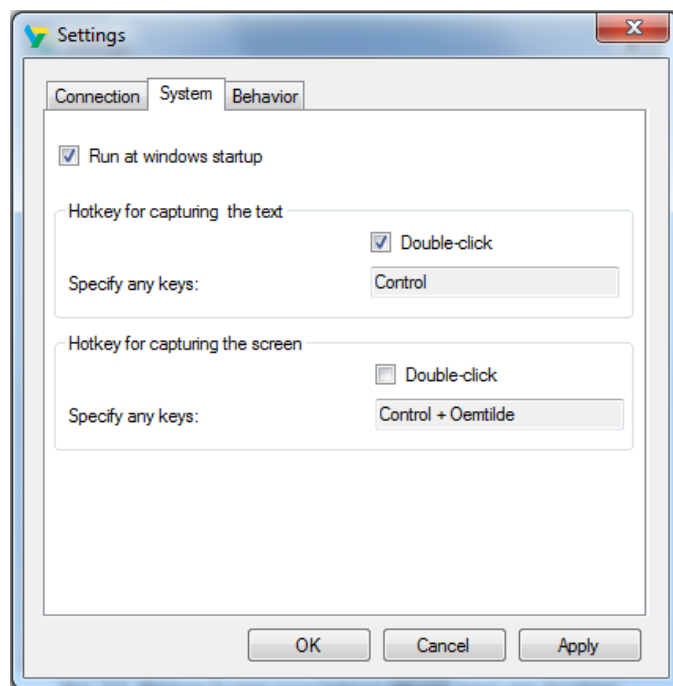 Settings
Connection System Behavior
Run at windows startup
Hotkey for capturing the text
Double-click
Specify any keys: Control
Hotkey for capturing the screen
Double-click
Specify any keys: Control + Oemtilde
OK Cancel Apply